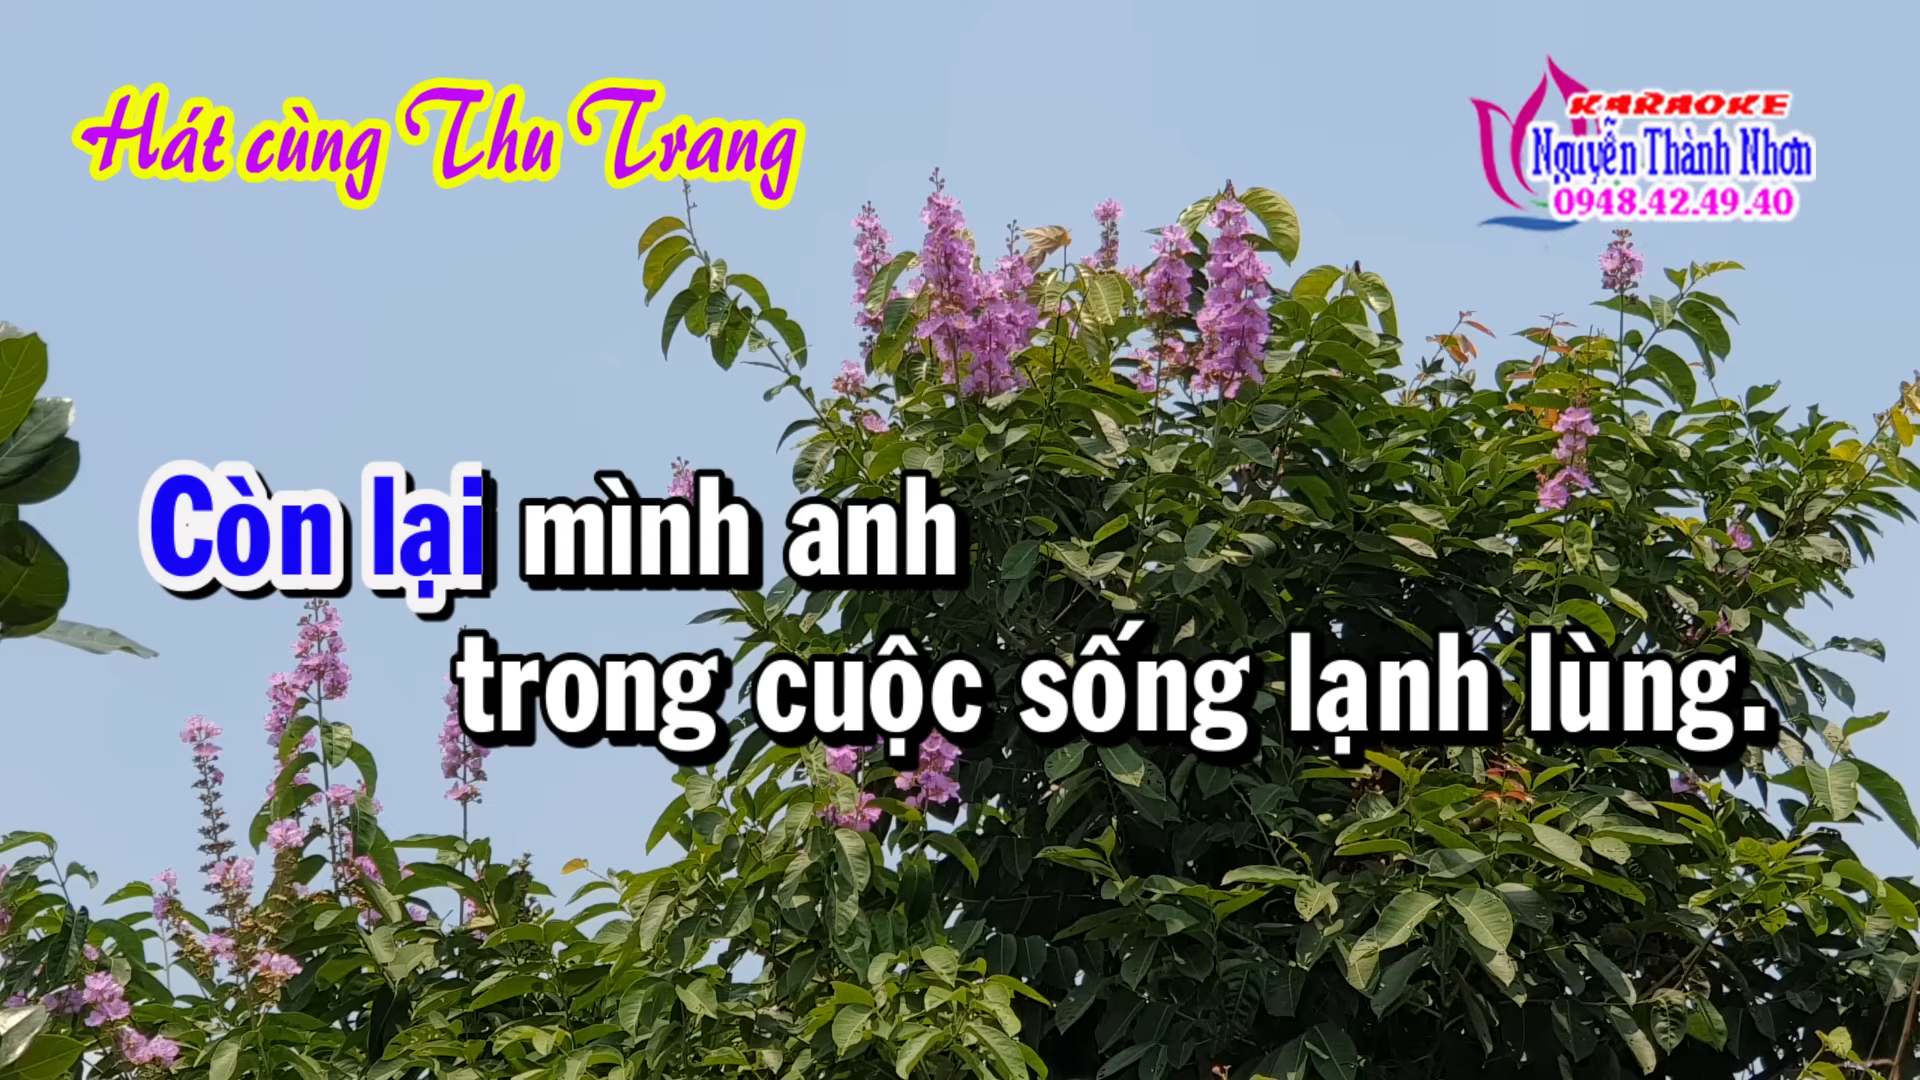 Hát cùng Thu Trang
KARAOKE
Nguyễn Thành Nhơn
0948.42.49.40
Còn lại mình anh
trong cuộc sống lạnh lùng.